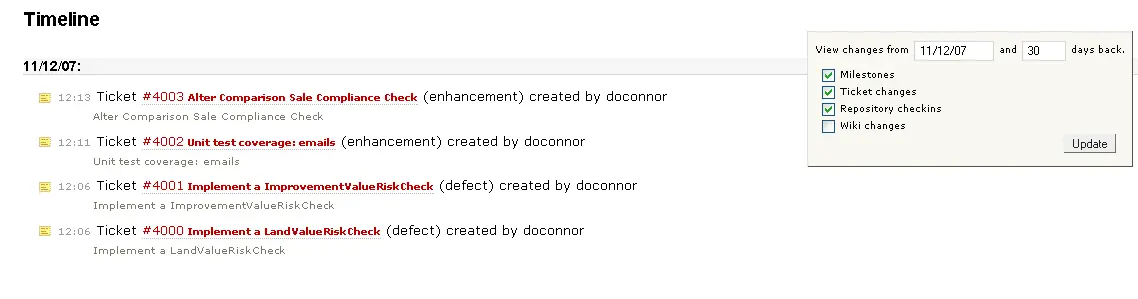 Timeline
View changes from 11/12/07 and 30 days back.
Milestones
Ticket changes
Repository checkins
Wiki changes
Update
11/12/07:
12:13 Ticket #4003 Alter Comparison Sale Compliance Check (enhancement) created by doconnor
Alter Comparison Sale Compliance Check
12:11 Ticket #4002 Unit test coverage: emails (enhancement) created by doconnor
Unit test coverage: emails
12:06 Ticket #4001 Implement a ImprovementValueRiskCheck (defect) created by doconnor
Implement a ImprovementValueRiskCheck
12:06 Ticket #4000 Implement a LandValueRiskCheck (defect) created by doconnor
Implement a LandValueRiskCheck